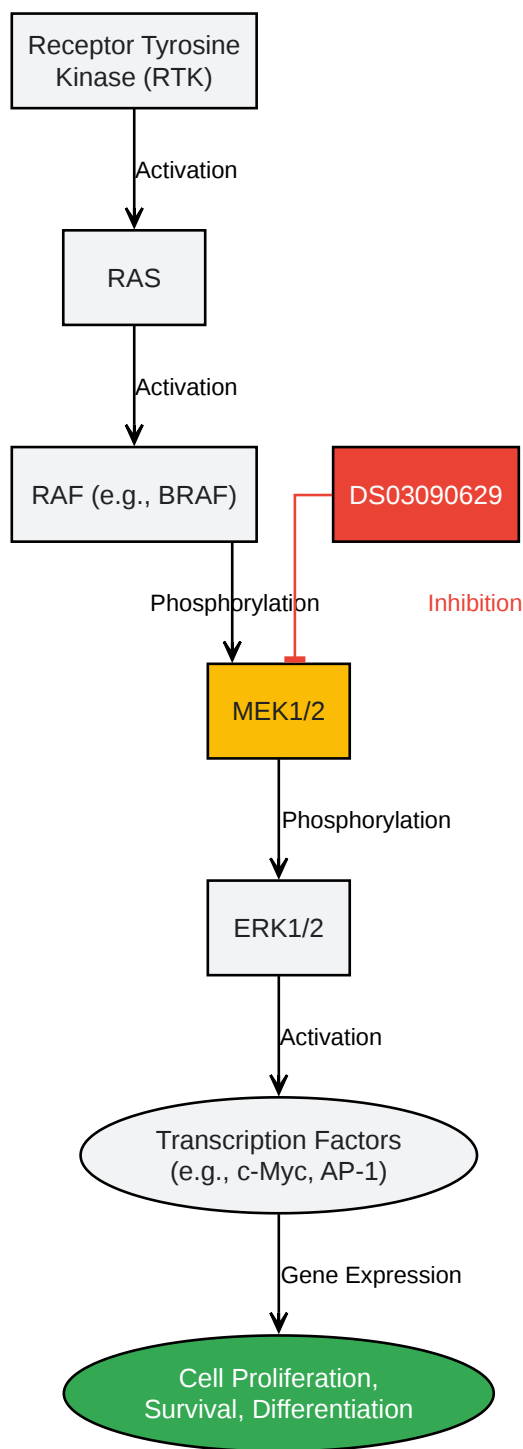 Receptor Tyrosine
Kinase (RTK)
Activation
RAS
Activation
RAF (e.g., BRAF)
DS03090629
Phosphorylation
Inhibition
MEK1/2
Phosphorylation
ERK1/2
Activation
Transcription Factors
(e.g., c-Myc, AP-1)
Gene Expression
Cell Proliferation,
Survival, Differentiation